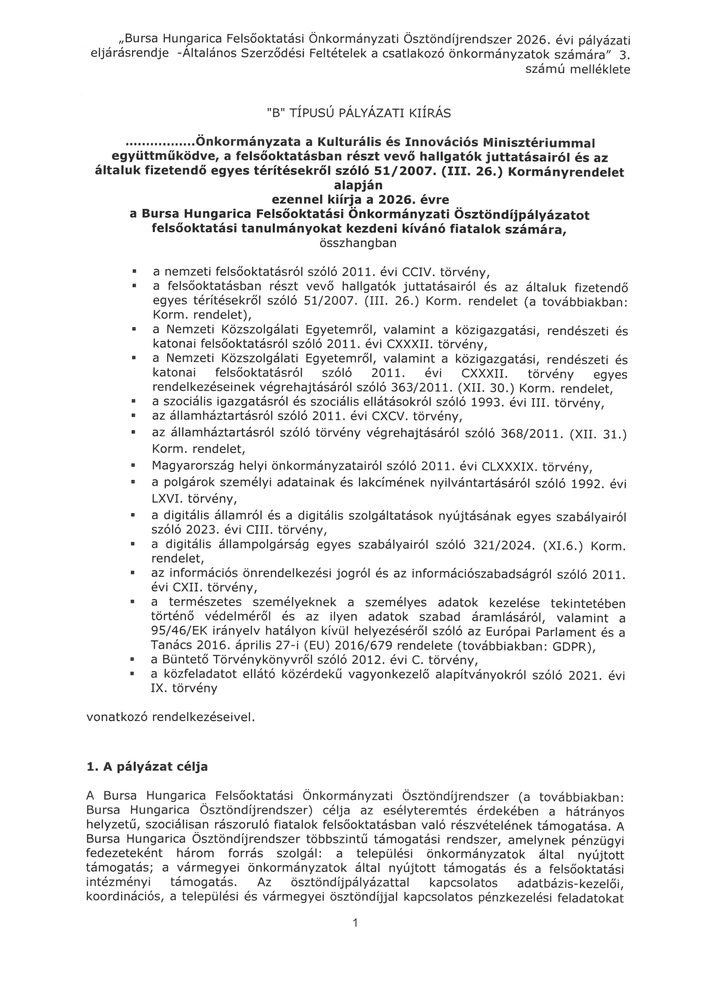 „Bursa Hungarica Felsőoktatási Önkormányzati Ösztöndíjrendszer 2026. évi pályázati
eljárásrendje -Általános Szerződési Feltételek a csatlakozó önkormányzatok számára” 3.
számú melléklete
"B" TÍPUSÚ PÁLYÁZATI KIÍRÁS
.................Önkormányzata a Kulturális és Innovációs Minisztériummal
együttműködve, a felsőoktatásban részt vevő hallgatók juttatásairól és az
általuk fizetendő egyes térítésekről szóló 51/2007. (III. 26.) Kormányrendelet
alapján
ezennel kiírja a 2026. évre
a Bursa Hungarica Felsőoktatási Önkormányzati Ösztöndíjpályázatot
felsőoktatási tanulmányokat kezdeni kívánó fiatalok számára,
összhangban
▪ a nemzeti felsőoktatásról szóló 2011. évi CCIV. törvény,
▪ a felsőoktatásban részt vevő hallgatók juttatásairól és az általuk fizetendő
egyes térítésekről szóló 51/2007. (III. 26.) Korm. rendelet (a továbbiakban:
Korm. rendelet),
▪ a Nemzeti Közszolgálati Egyetemről, valamint a közigazgatási, rendészeti és
katonai felsőoktatásról szóló 2011. évi CXXXII. törvény,
▪ a Nemzeti Közszolgálati Egyetemről, valamint a közigazgatási, rendészeti és
katonai felsőoktatásról szóló 2011. évi CXXXII. törvény egyes
rendelkezéseinek végrehajtásáról szóló 363/2011. (XII. 30.) Korm. rendelet,
▪ a szociális igazgatásról és szociális ellátásokról szóló 1993. évi III. törvény,
▪ az államháztartásról szóló 2011. évi CXCV. törvény,
▪ az államháztartásról szóló törvény végrehajtásáról szóló 368/2011. (XII. 31.)
Korm. rendelet,
▪ Magyarország helyi önkormányzatairól szóló 2011. évi CLXXXIX. törvény,
▪ a polgárok személyi adatainak és lakcímének nyilvántartásáról szóló 1992. évi
LXVI. törvény,
▪ a digitális államról és a digitális szolgáltatások nyújtásának egyes szabályairól
szóló 2023. évi CIII. törvény,
▪ a digitális állampolgárság egyes szabályairól szóló 321/2024. (XI.6.) Korm.
rendelet,
▪ az információs önrendelkezési jogról és az információszabadságról szóló 2011.
évi CXII. törvény,
▪ a természetes személyeknek a személyes adatok kezelése tekintetében
történő védelméről és az ilyen adatok szabad áramlásáról, valamint a
95/46/EK irányelv hatályon kívül helyezéséről szóló az Európai Parlament és a
Tanács 2016. április 27-i (EU) 2016/679 rendelete (továbbiakban: GDPR),
▪ a Büntető Törvénykönyvről szóló 2012. évi C. törvény,
▪ a közfeladatot ellátó közérdekű vagyonkezelő alapítványokról szóló 2021. évi
IX. törvény
vonatkozó rendelkezéseivel.
1. A pályázat célja
A Bursa Hungarica Felsőoktatási Önkormányzati Ösztöndíjrendszer (a továbbiakban:
Bursa Hungarica Ösztöndíjrendszer) célja az esélyteremtés érdekében a hátrányos
helyzetű, szociálisan rászoruló fiatalok felsőoktatásban való részvételének támogatása. A
Bursa Hungarica Ösztöndíjrendszer többszintű támogatási rendszer, amelynek pénzügyi
fedezeteként három forrás szolgál: a települési önkormányzatok által nyújtott
támogatás; a vármegyei önkormányzatok által nyújtott támogatás és a felsőoktatási
intézményi támogatás. Az ösztöndíjpályázattal kapcsolatos adatbázis-kezelői,
koordinációs, a települési és vármegyei ösztöndíjjal kapcsolatos pénzkezelési feladatokat
1